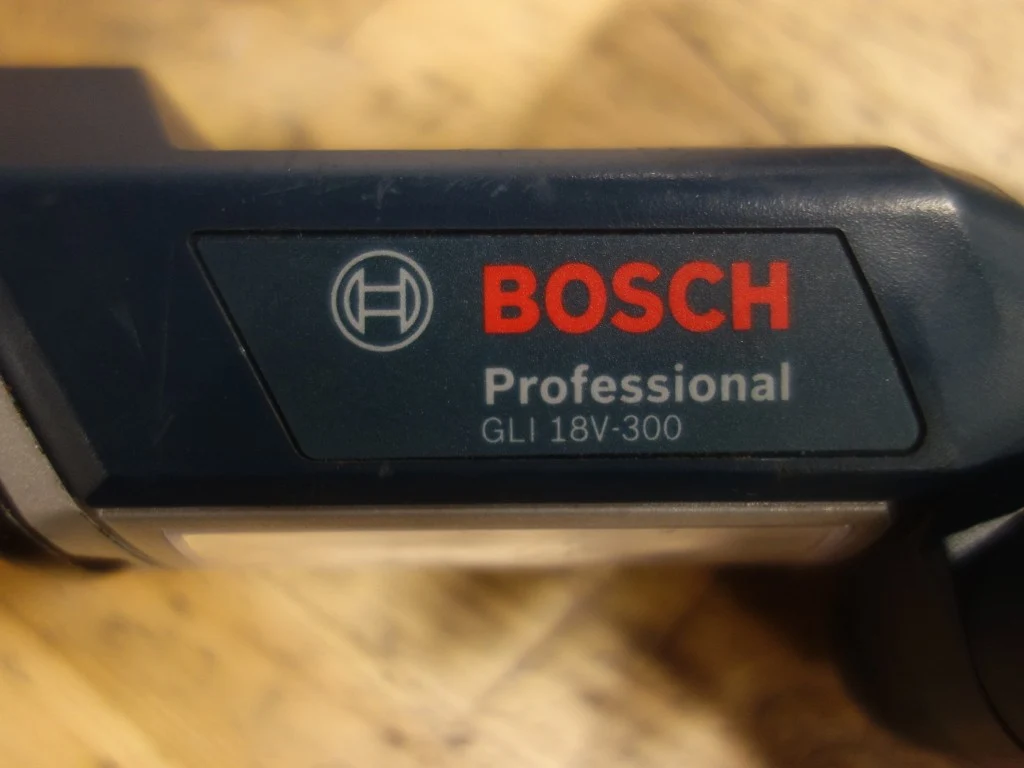 BOSCH
Professional
GLI 18V-300